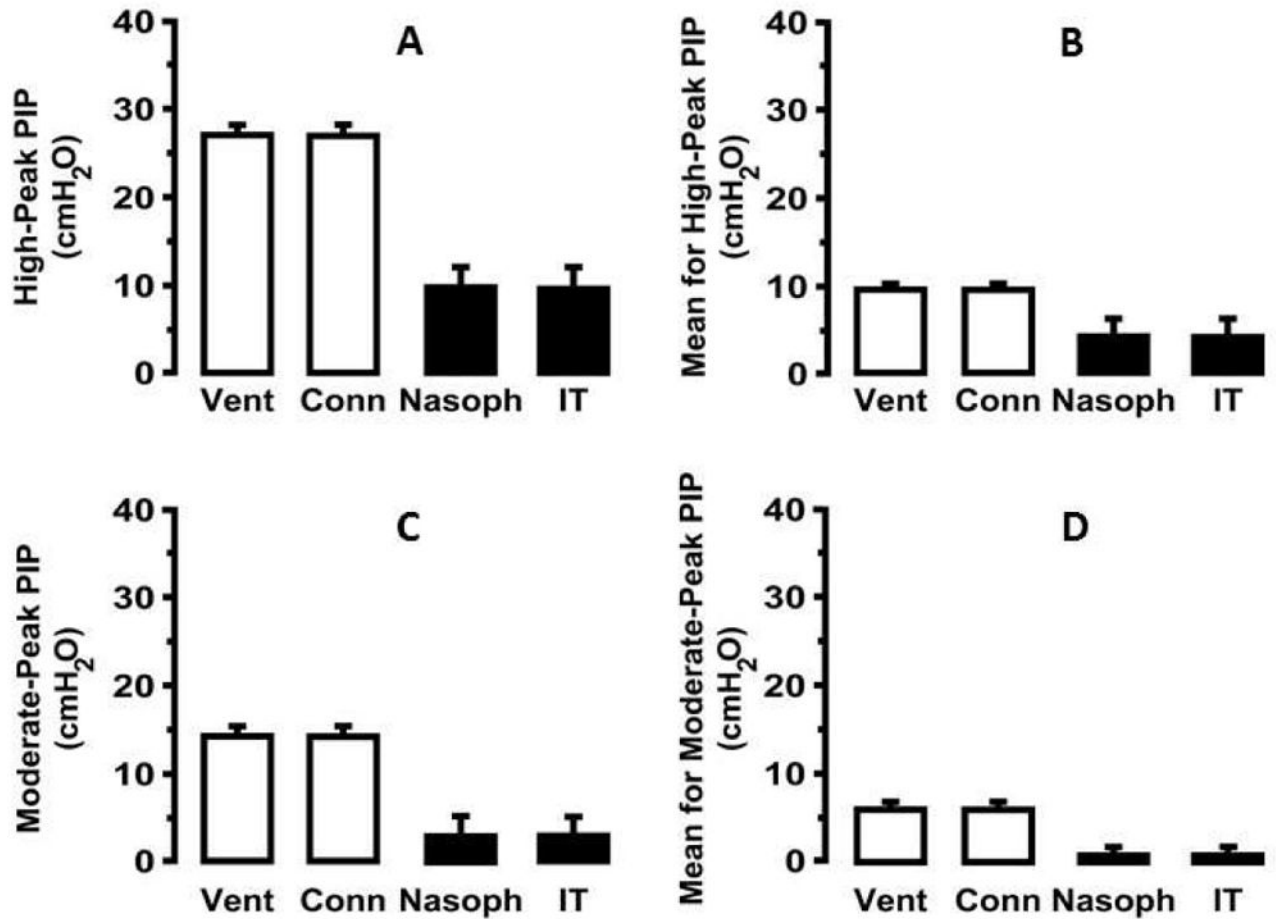 A
High-Peak PIP
(cmH2O)
40
30
20
10
0
Vent Conn Nasoph IT
B
Mean for High-Peak PIP
(cmH2O)
40
30
20
10
0
Vent Conn Nasoph IT
C
Moderate-Peak PIP
(cmH2O)
40
30
20
10
0
Vent Conn Nasoph IT
D
Mean for Moderate-Peak PIP
(cmH2O)
40
30
20
10
0
Vent Conn Nasoph IT